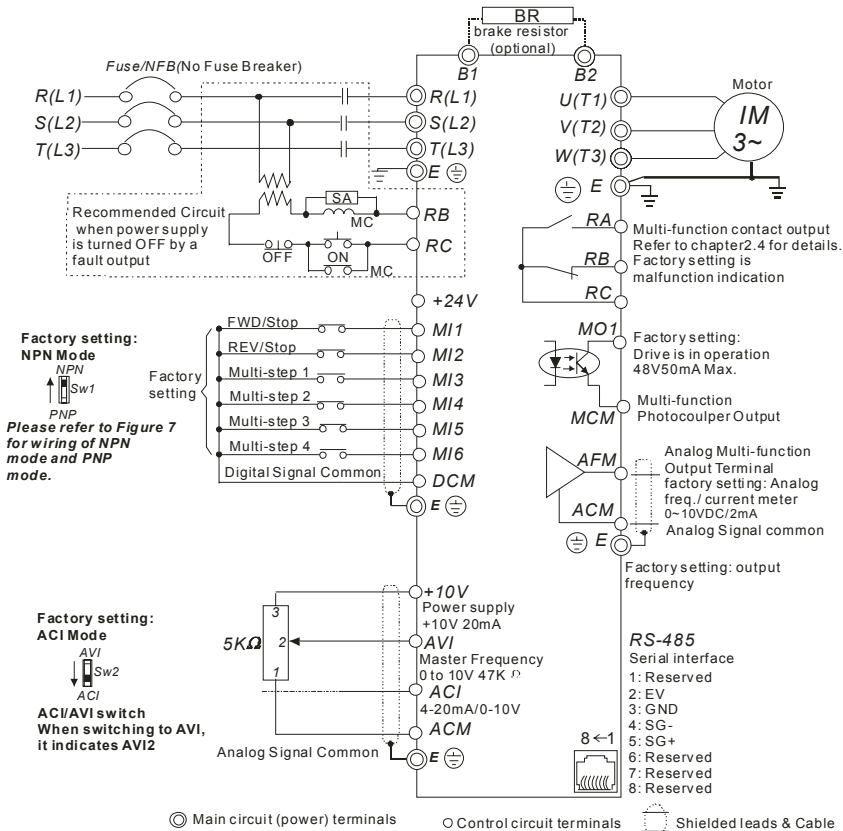 BR
brake resistor
(optional)
B1
B2
Fuse/NFB(No Fuse Breaker)
R(L1)
S(L2)
T(L3)
R(L1)
S(L2)
T(L3)
E
Recommended Circuit
when power supply
is turned OFF by a
fault output
SA
MC
OFF
ON
MC
RB
RC
Motor
IM
3~
U(T1)
V(T2)
W(T3)
E
RA
RB
RC
Multi-function contact output
Refer to chapter2.4 for details.
Factory setting is
malfunction indication
+24V
Factory setting:
NPN Mode
NPN
Sw1
PNP
Please refer to Figure 7
for wiring of NPN
mode and PNP
mode.
Factory
setting
FWD/Stop
REV/Stop
Multi-step 1
Multi-step 2
Multi-step 3
Multi-step 4
Digital Signal Common
MI1
MI2
MI3
MI4
MI5
MI6
DCM
E
MO1
Factory setting:
Drive is in operation
48V50mA Max.
Multi-function
Photocoulper Output
MCM
AFM
ACM
E
Analog Multi-function
Output Terminal
factory setting: Analog
freq./ current meter
0~10VDC/2mA
Analog Signal common
Factory setting: output
frequency
Factory setting:
ACI Mode
AVI
Sw2
ACI
ACI/AVI switch
When switching to AVI,
it indicates AVI2
5KΩ
3
2
1
+10V
Power supply
+10V 20mA
AVI
Master Frequency
0 to 10V 47K Ω
ACI
4-20mA/0-10V
ACM
Analog Signal Common
E
RS-485
Serial interface
1: Reserved
2: EV
3: GND
4: SG-
5: SG+
6: Reserved
7: Reserved
8: Reserved
8←1
Main circuit (power) terminals
Control circuit terminals
Shielded leads & Cable